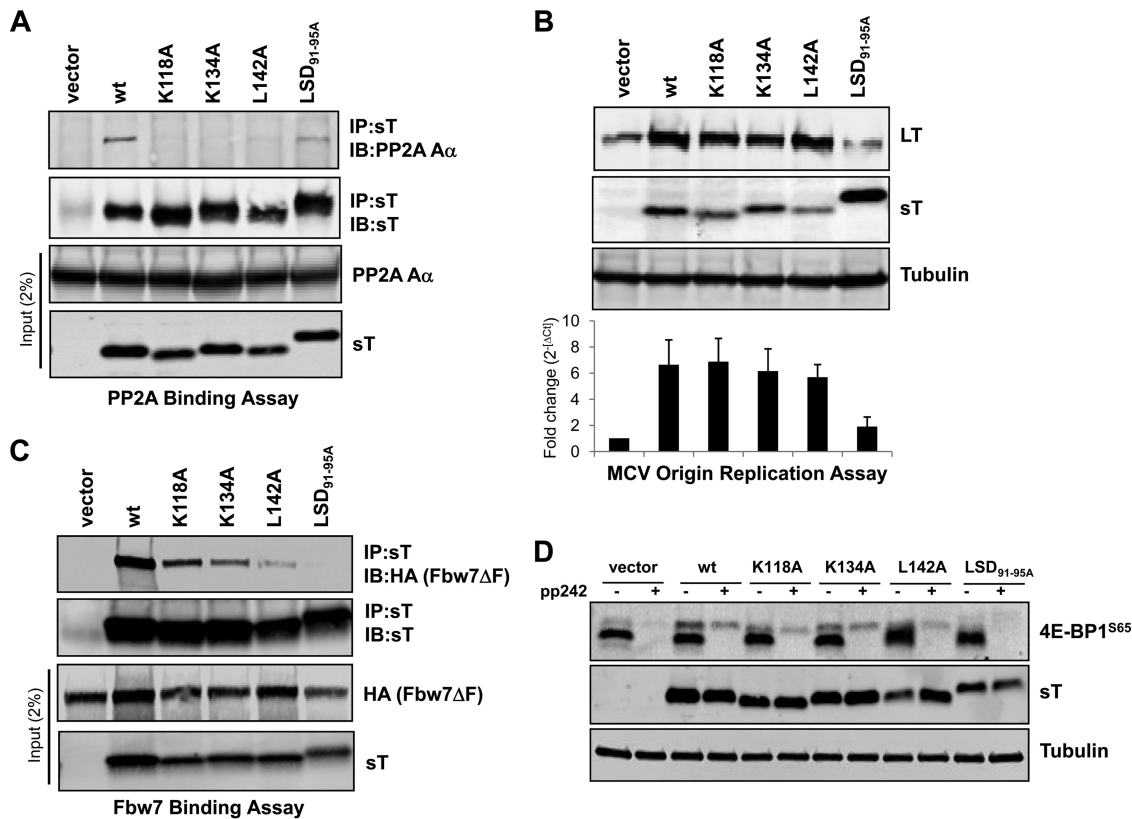 A
vector
wt
K118A
K134A
L142A
LSD91-95A
IP:sT
IB:PP2A Aα
IP:sT
IB:sT
Input (2%)
PP2A Aα
sT
PP2A Binding Assay
B
vector
wt
K118A
K134A
L142A
LSD91-95A
LT
sT
Tubulin
Fold change (2-[ΔCt])
10
8
6
4
2
0
MCV Origin Replication Assay
C
vector
wt
K118A
K134A
L142A
LSD91-95A
IP:sT
IB:HA (Fbw7ΔF)
IP:sT
IB:sT
Input (2%)
HA (Fbw7ΔF)
sT
Fbw7 Binding Assay
D
vector wt K118A K134A L142A LSD91-95A
pp242 - + - + - + - + - + - +
4E-BP1S65
sT
Tubulin